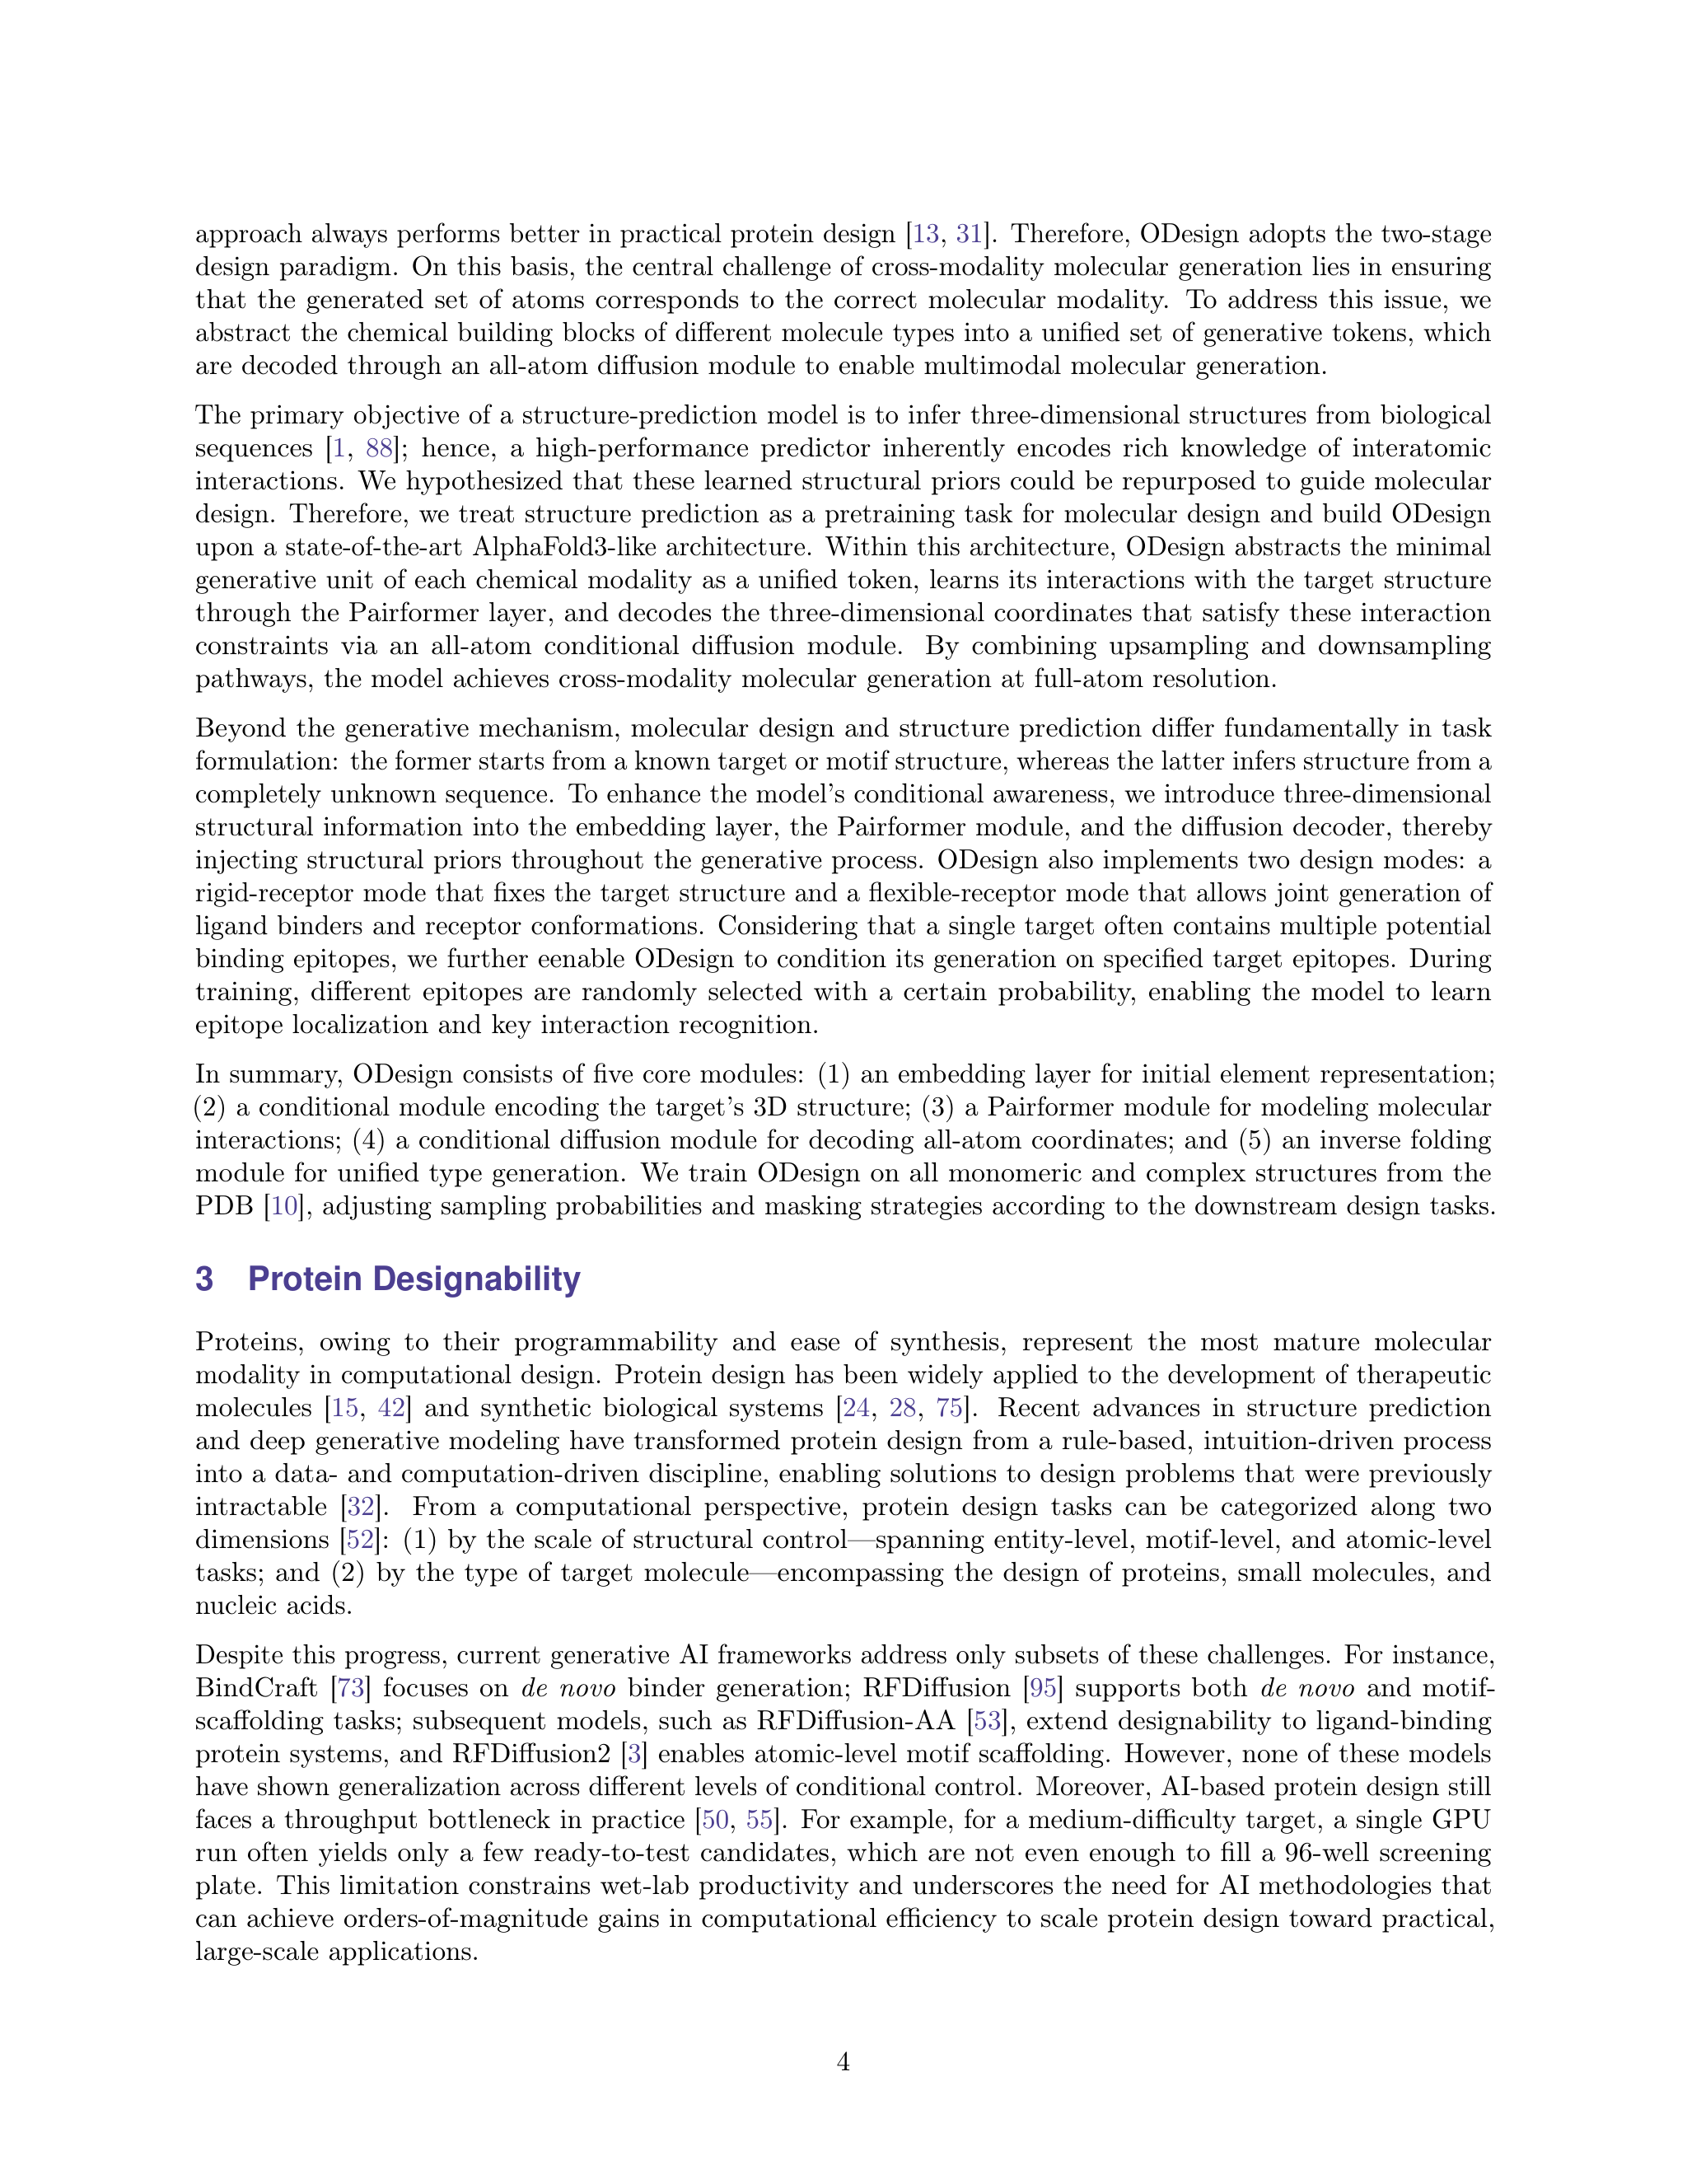 approach always performs better in practical protein design [13, 31]. Therefore, ODesign adopts the two-stage
design paradigm. On this basis, the central challenge of cross-modality molecular generation lies in ensuring
that the generated set of atoms corresponds to the correct molecular modality. To address this issue, we
abstract the chemical building blocks of different molecule types into a unified set of generative tokens, which
are decoded through an all-atom diffusion module to enable multimodal molecular generation.
The primary objective of a structure-prediction model is to infer three-dimensional structures from biological
sequences [1, 88]; hence, a high-performance predictor inherently encodes rich knowledge of interatomic
interactions. We hypothesized that these learned structural priors could be repurposed to guide molecular
design. Therefore, we treat structure prediction as a pretraining task for molecular design and build ODesign
upon a state-of-the-art AlphaFold3-like architecture. Within this architecture, ODesign abstracts the minimal
generative unit of each chemical modality as a unified token, learns its interactions with the target structure
through the Pairformer layer, and decodes the three-dimensional coordinates that satisfy these interaction
constraints via an all-atom conditional diffusion module. By combining upsampling and downsampling
pathways, the model achieves cross-modality molecular generation at full-atom resolution.
Beyond the generative mechanism, molecular design and structure prediction differ fundamentally in task
formulation: the former starts from a known target or motif structure, whereas the latter infers structure from a
completely unknown sequence. To enhance the model's conditional awareness, we introduce three-dimensional
structural information into the embedding layer, the Pairformer module, and the diffusion decoder, thereby
injecting structural priors throughout the generative process. ODesign also implements two design modes: a
rigid-receptor mode that fixes the target structure and a flexible-receptor mode that allows joint generation of
ligand binders and receptor conformations. Considering that a single target often contains multiple potential
binding epitopes, we further eenable ODesign to condition its generation on specified target epitopes. During
training, different epitopes are randomly selected with a certain probability, enabling the model to learn
epitope localization and key interaction recognition.
In summary, ODesign consists of five core modules: (1) an embedding layer for initial element representation;
(2) a conditional module encoding the target's 3D structure; (3) a Pairformer module for modeling molecular
interactions; (4) a conditional diffusion module for decoding all-atom coordinates; and (5) an inverse folding
module for unified type generation. We train ODesign on all monomeric and complex structures from the
PDB [10], adjusting sampling probabilities and masking strategies according to the downstream design tasks.
3 Protein Designability
Proteins, owing to their programmability and ease of synthesis, represent the most mature molecular
modality in computational design. Protein design has been widely applied to the development of therapeutic
molecules [15, 42] and synthetic biological systems [24, 28, 75]. Recent advances in structure prediction
and deep generative modeling have transformed protein design from a rule-based, intuition-driven process
into a data- and computation-driven discipline, enabling solutions to design problems that were previously
intractable [32]. From a computational perspective, protein design tasks can be categorized along two
dimensions [52]: (1) by the scale of structural control—spanning entity-level, motif-level, and atomic-level
tasks; and (2) by the type of target molecule—encompassing the design of proteins, small molecules, and
nucleic acids.
Despite this progress, current generative AI frameworks address only subsets of these challenges. For instance,
BindCraft [73] focuses on de novo binder generation; RFDiffusion [95] supports both de novo and motif-
scaffolding tasks; subsequent models, such as RFDiffusion-AA [53], extend designability to ligand-binding
protein systems, and RFDiffusion2 [3] enables atomic-level motif scaffolding. However, none of these models
have shown generalization across different levels of conditional control. Moreover, AI-based protein design still
faces a throughput bottleneck in practice [50, 55]. For example, for a medium-difficulty target, a single GPU
run often yields only a few ready-to-test candidates, which are not even enough to fill a 96-well screening
plate. This limitation constrains wet-lab productivity and underscores the need for AI methodologies that
can achieve orders-of-magnitude gains in computational efficiency to scale protein design toward practical,
large-scale applications.
4